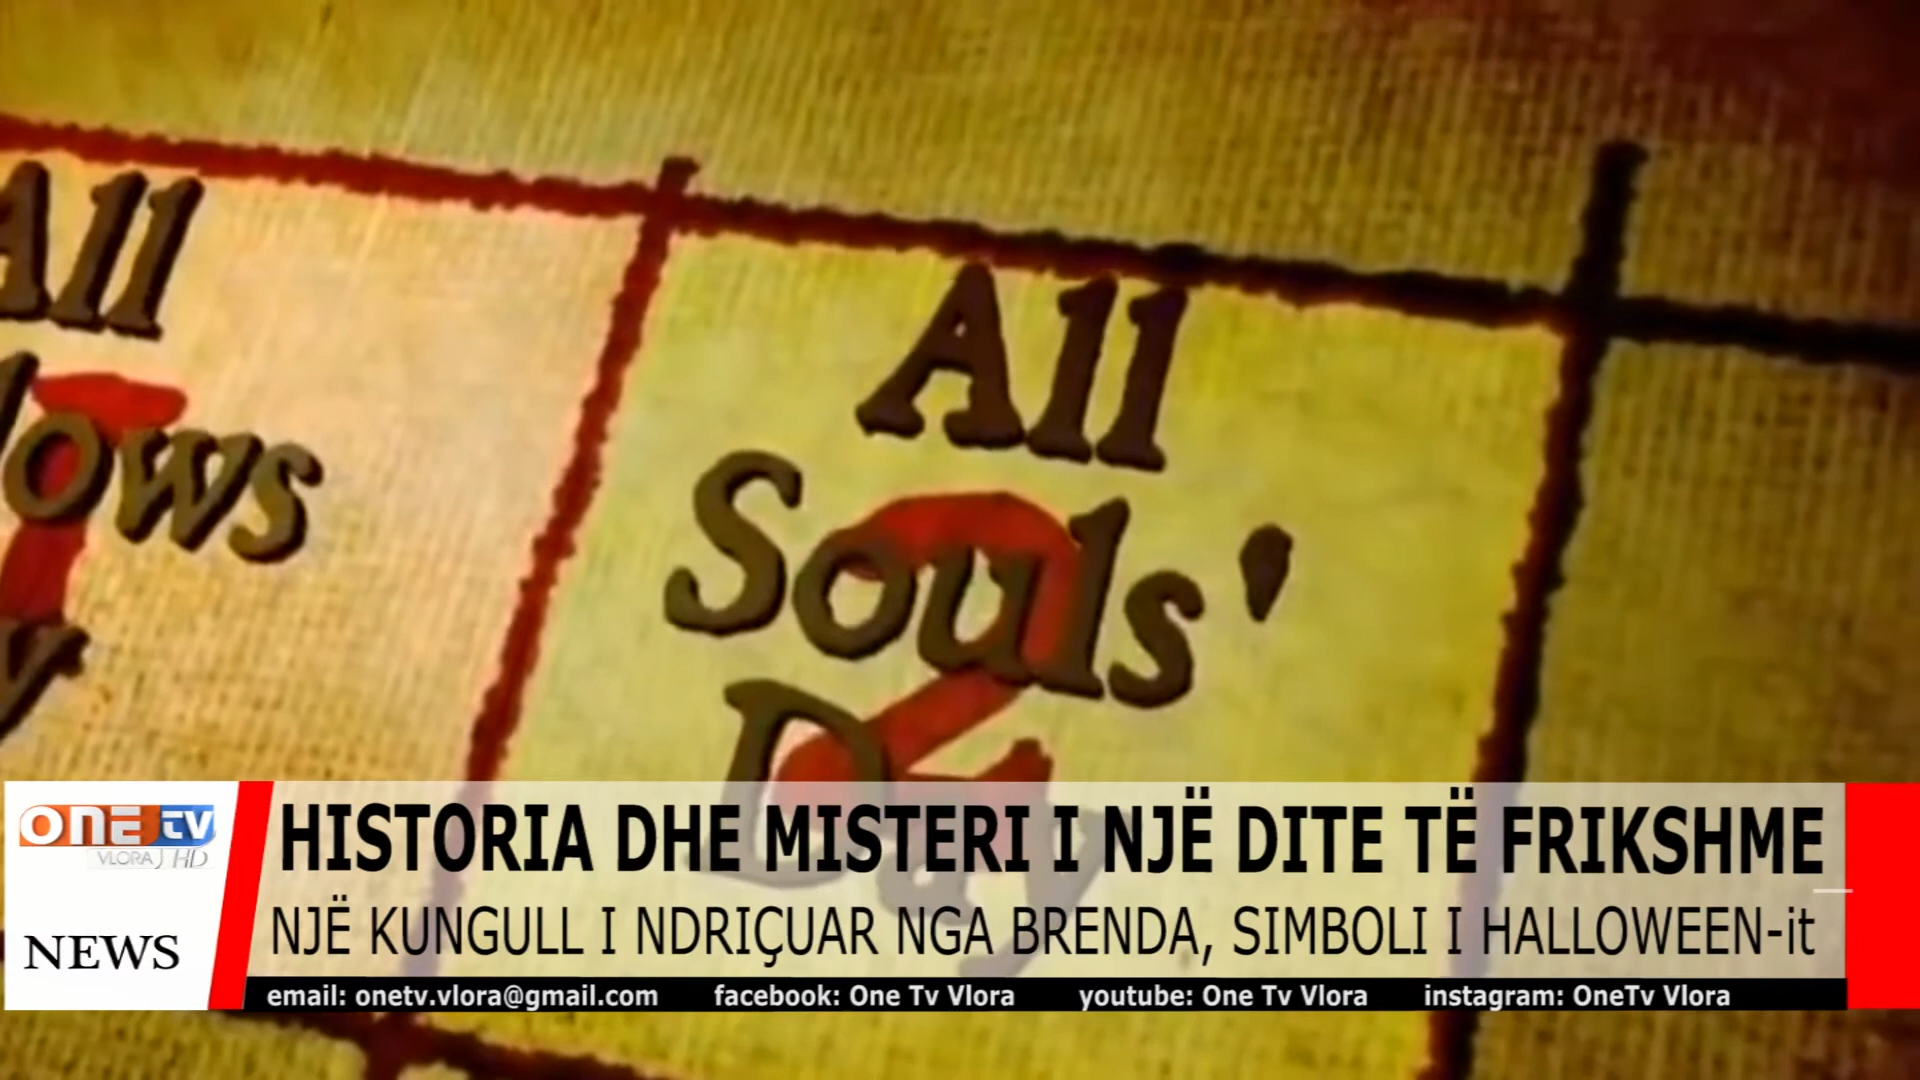 All
All
Souls'
Day
ONE TV
VLORA HD
NEWS
HISTORIA DHE MISTERI I NJË DITE TË FRIKSHME
NJË KUNGULL I NDRIÇUAR NGA BRENDA, SIMBOLI I HALLOWEEN-it
email: onetv.vlora@gmail.com facebook: One Tv Vlora youtube: One Tv Vlora instagram: OneTv Vlora